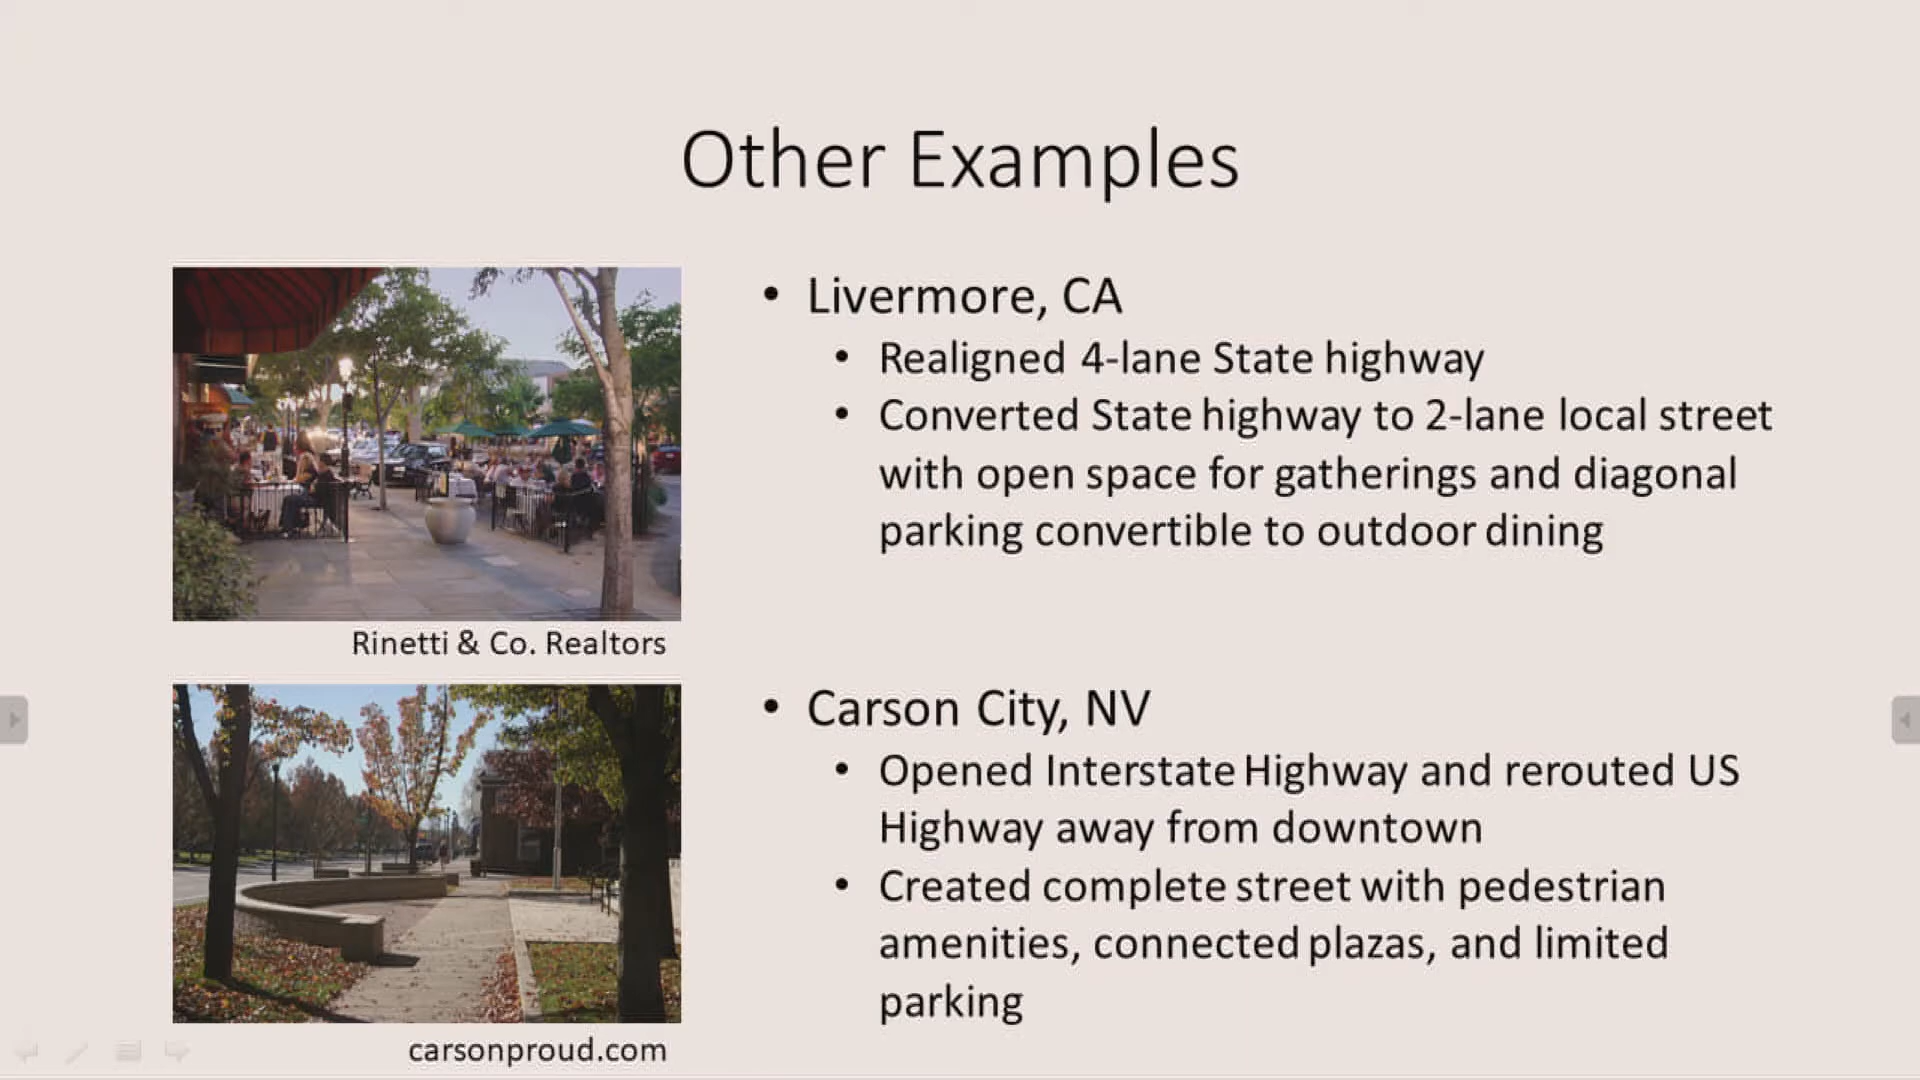 Other Examples
• Livermore, CA
• Realigned 4-lane State highway
• Converted State highway to 2-lane local street
with open space for gatherings and diagonal
parking convertible to outdoor dining
Rinetti & Co. Realtors
• Carson City, NV
• Opened Interstate Highway and rerouted US
Highway away from downtown
• Created complete street with pedestrian
amenities, connected plazas, and limited
parking
carsonproud.com